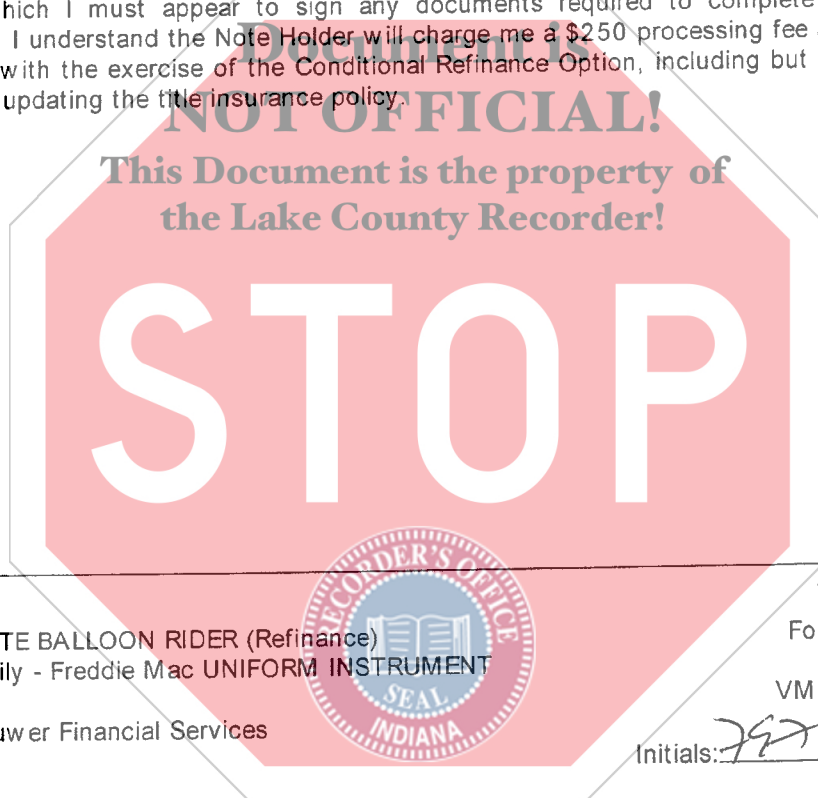 hich I must appear to sign any documents required to complete
I understand the Note Holder will charge me a $250 processing fee
with the exercise of the Conditional Refinance Option, including but
updating the title insurance policy.
Document is
NOT OFFICIAL!
This Document is the property of
the Lake County Recorder!
STOP
RECORDER'S OFFICE
SEAL
INDIANA
TE BALLOON RIDER (Refinance)
ily - Freddie Mac UNIFORM INSTRUMENT
Fo
VM
uwer Financial Services
Initials: